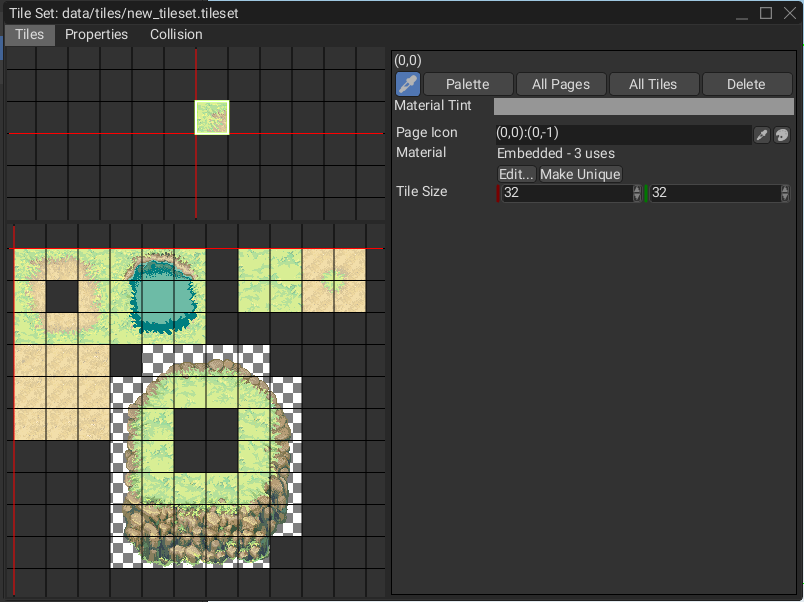 Tile Set: data/tiles/new_tileset.tileset
Tiles Properties Collision
(0,0)
Palette All Pages All Tiles Delete
Material Tint
Page Icon (0,0):(0,-1)
Material Embedded - 3 uses
Edit... Make Unique
Tile Size 32 32